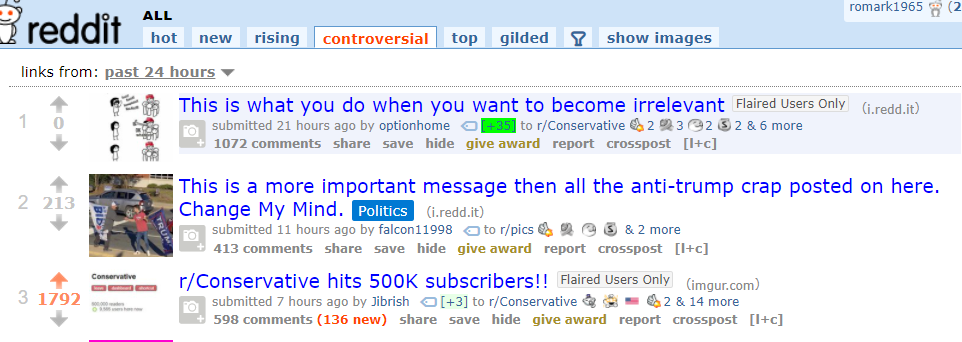 reddit ALL romark1965 (2
hot new rising controversial top gilded show images
links from: past 24 hours
1 This is what you do when you want to become irrelevant Flaired Users Only (i.redd.it)
0 submitted 21 hours ago by optionhome [+35] to r/Conservative 2 3 2 2 & 6 more
1072 comments share save hide give award report crosspost [l+c]
This is a more important message then all the anti-trump crap posted on here.
2 213 Change My Mind. Politics (i.redd.it)
submitted 11 hours ago by falcon11998 to r/pics & 2 more
413 comments share save hide give award report crosspost [l+c]
Conservative
r/Conservative hits 500K subscribers!! Flaired Users Only (imgur.com)
3 1792 submitted 7 hours ago by Jibrish [+3] to r/Conservative 2 & 14 more
598 comments (136 new) share save hide give award report crosspost [l+c]